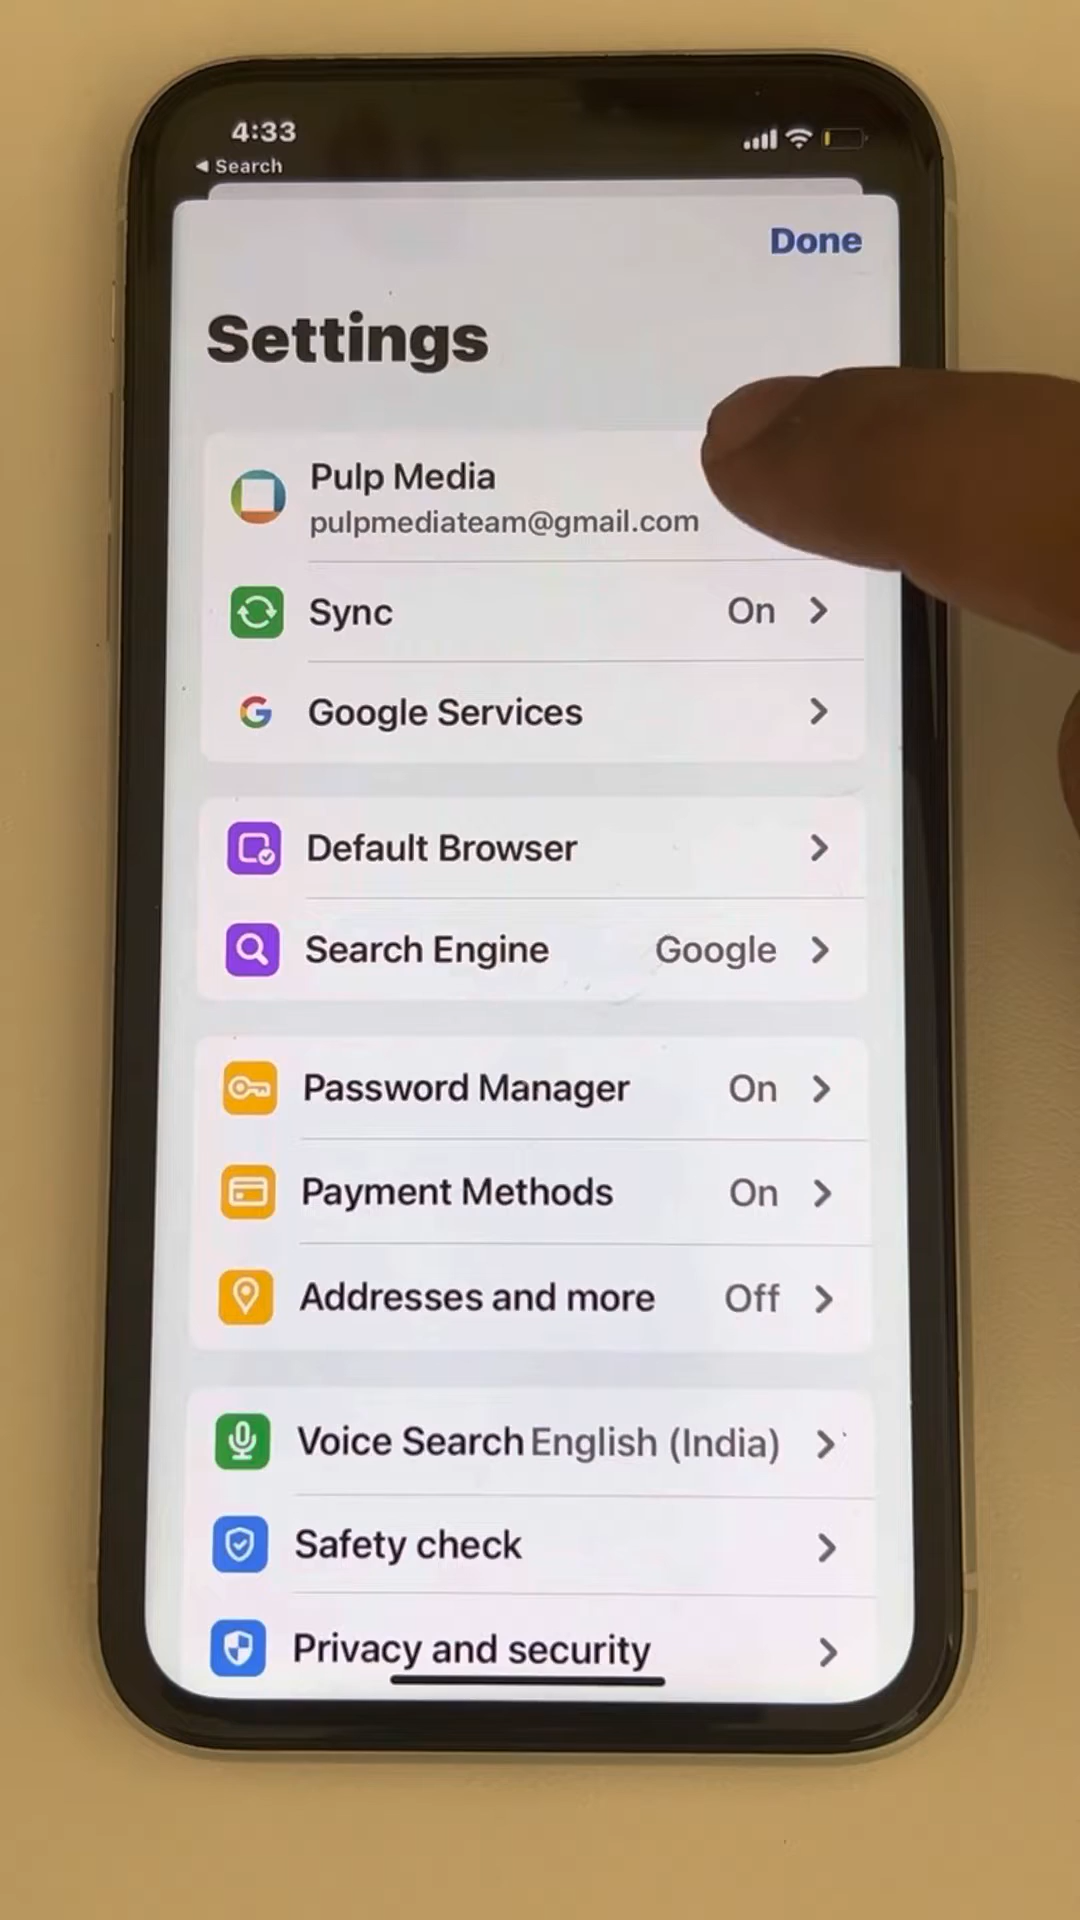 4:33
◀ Search
Done
Settings
Pulp Media
pulpmediateam@gmail.com
Sync On
Google Services
Default Browser
Search Engine Google
Password Manager On
Payment Methods On
Addresses and more Off
Voice Search English (India)
Safety check
Privacy and security